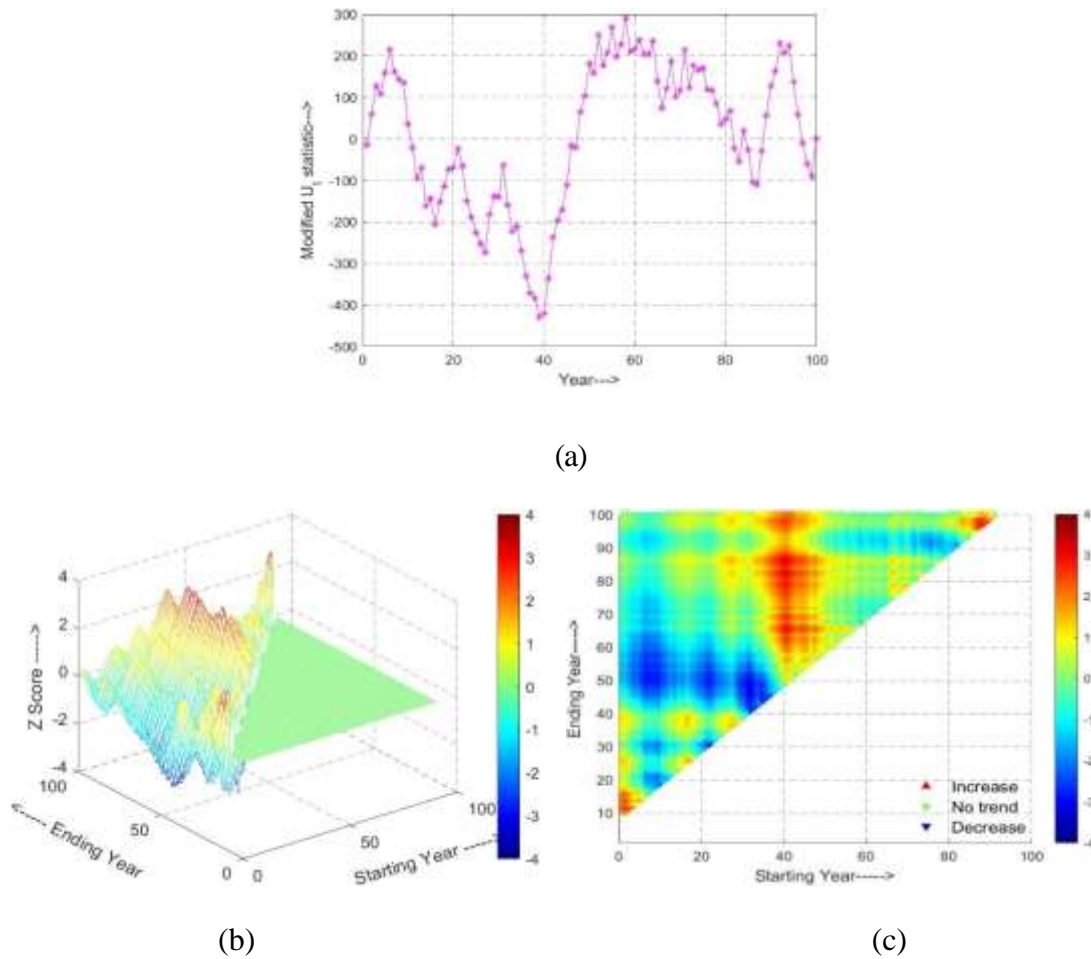 300
200
100
0
-100
-200
-300
-400
-500
Modified U_t statistic--->
0 20 40 60 80 100
Year--->
(a)
4
2
0
-2
-4
Z Score ----->
100
50
0
<----- Ending Year
0
50
100
Starting Year ----->
4
3
2
1
0
-1
-2
-3
-4
(b)
100
90
80
70
60
50
40
30
20
10
Ending Year----->
Increase
No trend
Decrease
0 20 40 60 80 100
Starting Year----->
(c)